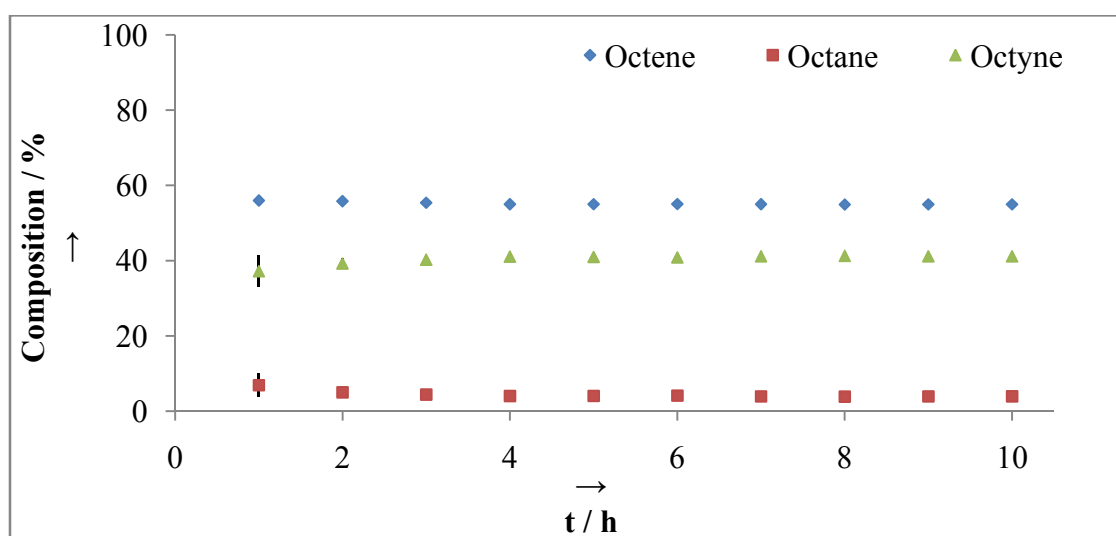 100
80
60
40
20
0
Composition / %
→
Octene Octane Octyne
0 2 4 6 8 10
→
t / h